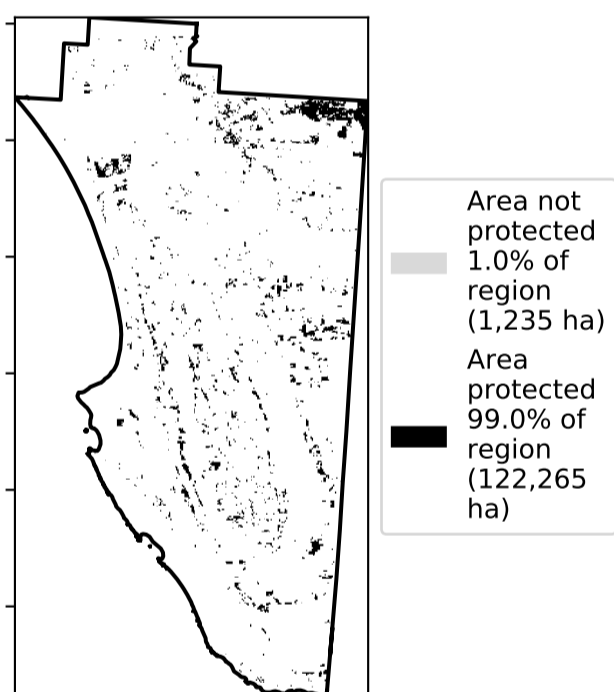 Area not
protected
1.0% of
region
(1,235 ha)
Area
protected
99.0% of
region
(122,265
ha)